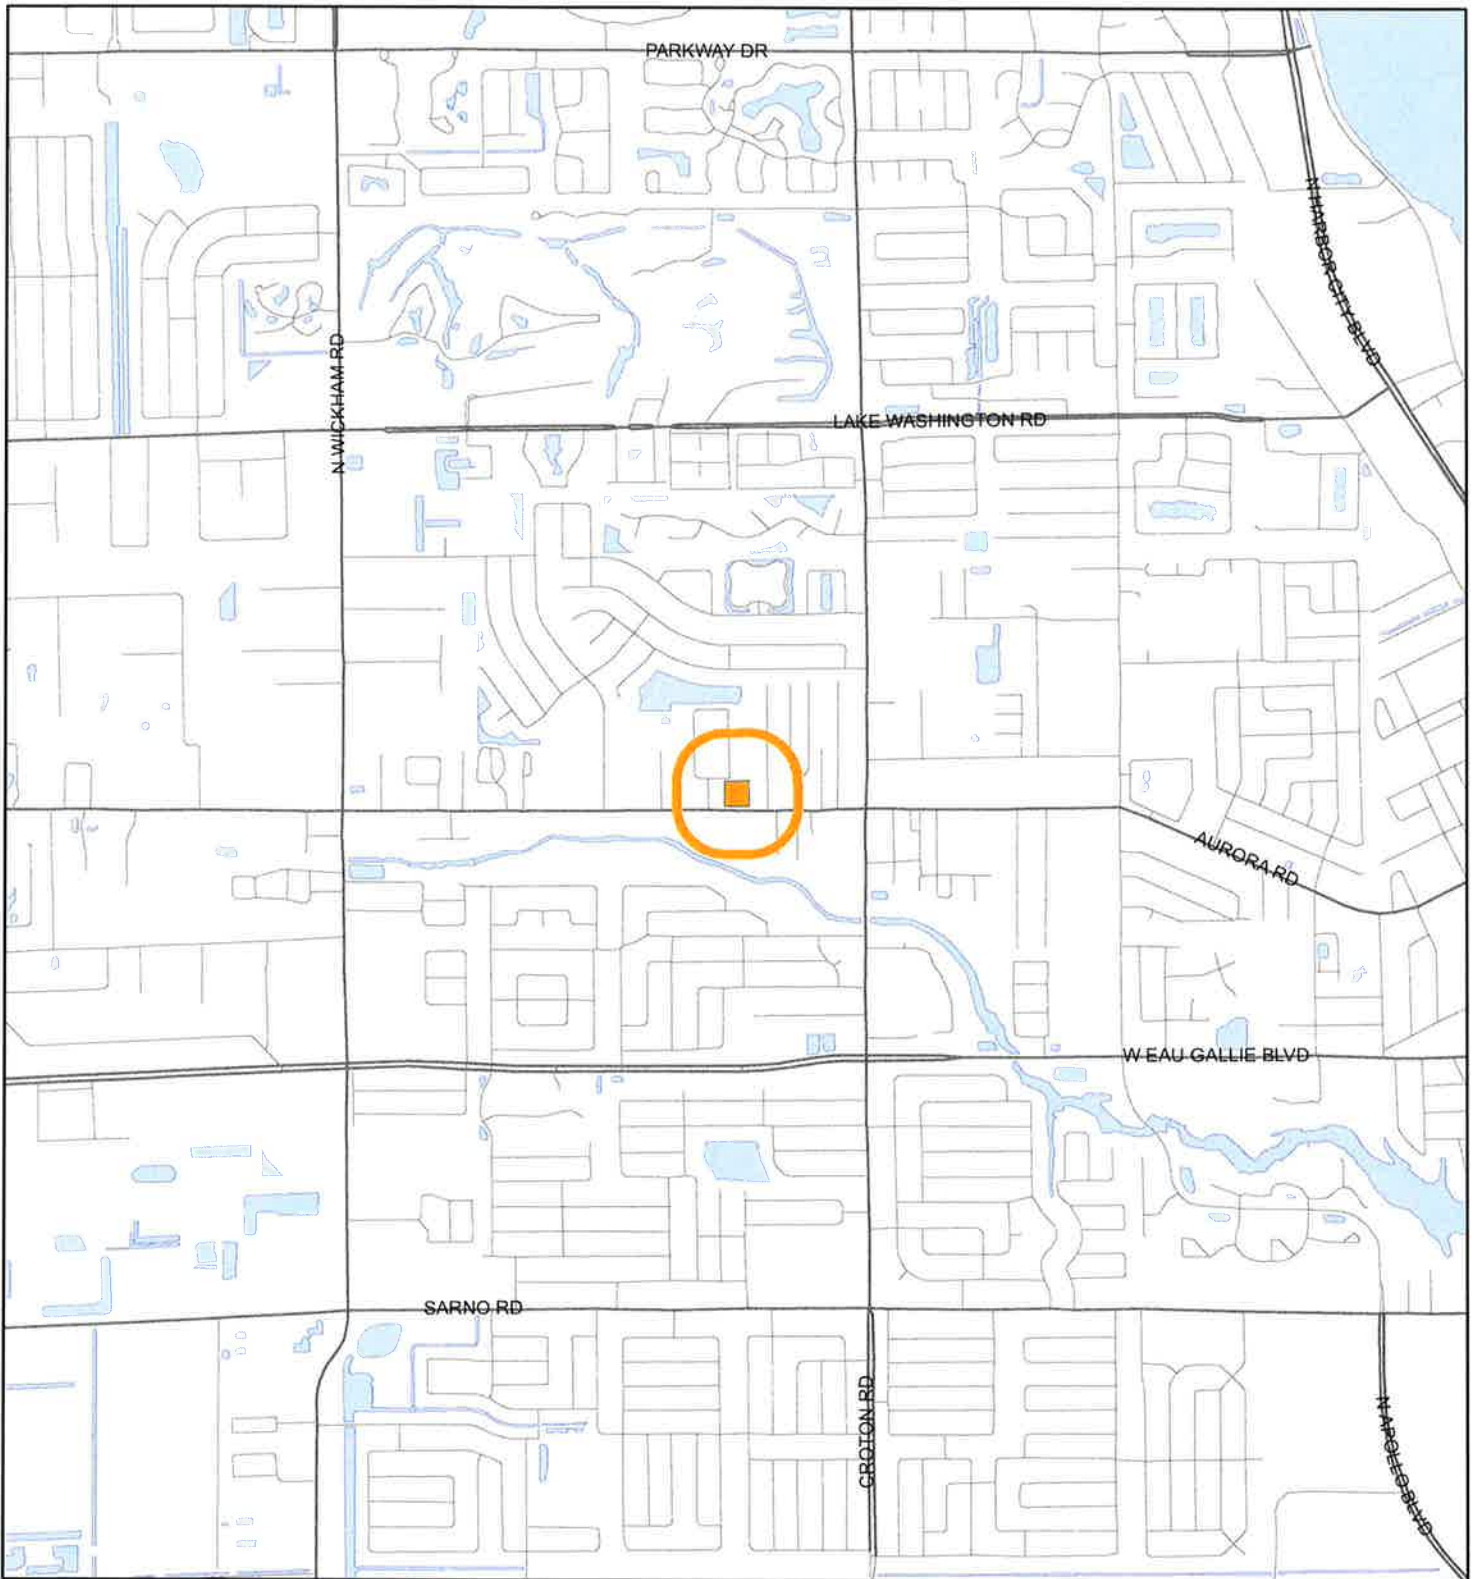 PARKWAY DR
N HARBOR CITY BLVD
N WICKHAM RD
LAKE WASHINGTON RD
AURORA RD
W EAU GALLIE BLVD
SARNO RD
CROTON RD
N APOLLO BLVD